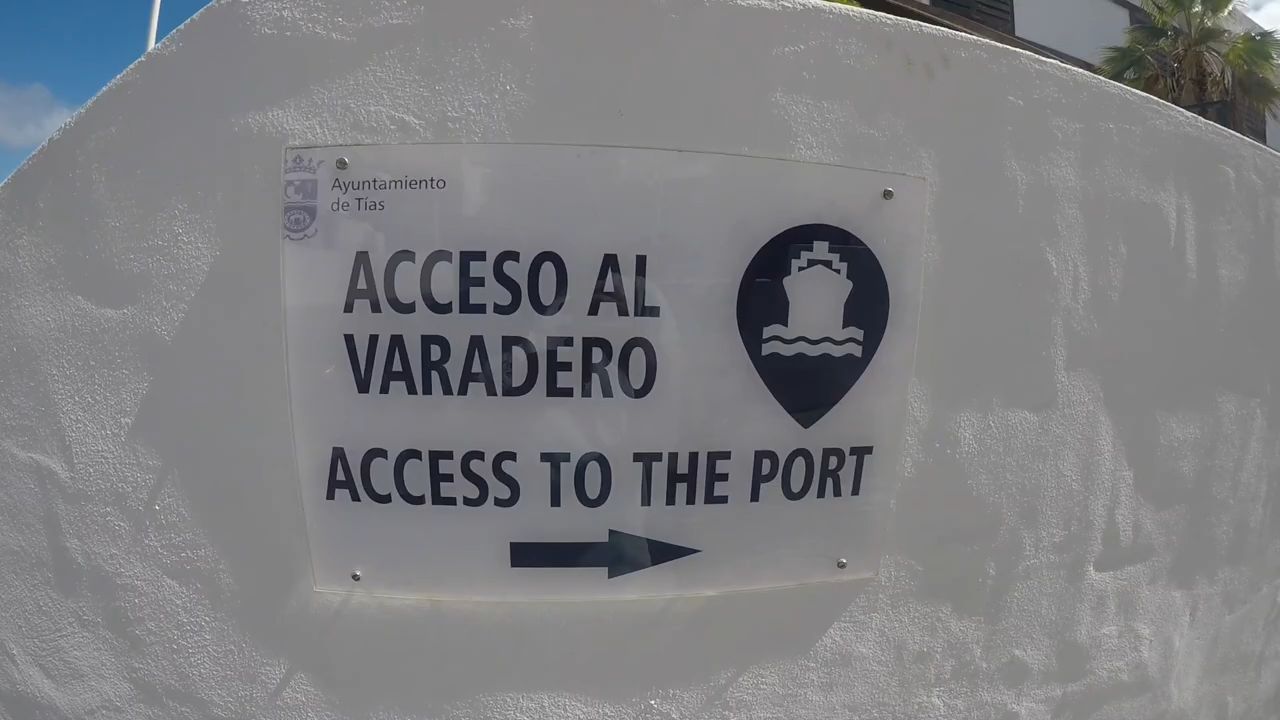 Ayuntamiento
de Tías
ACCESO AL
VARADERO
ACCESS TO THE PORT